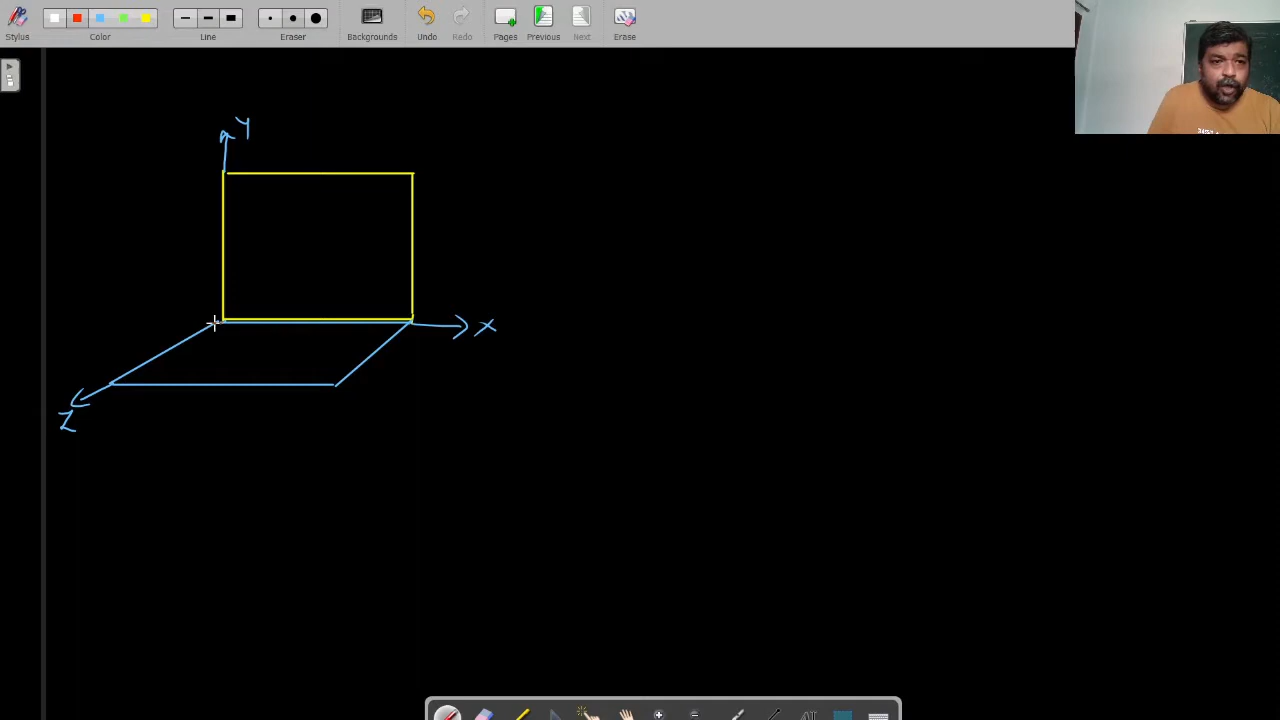 Stylus Color Line Eraser Backgrounds Undo Redo Pages Previous Next Erase
Y
X
Z